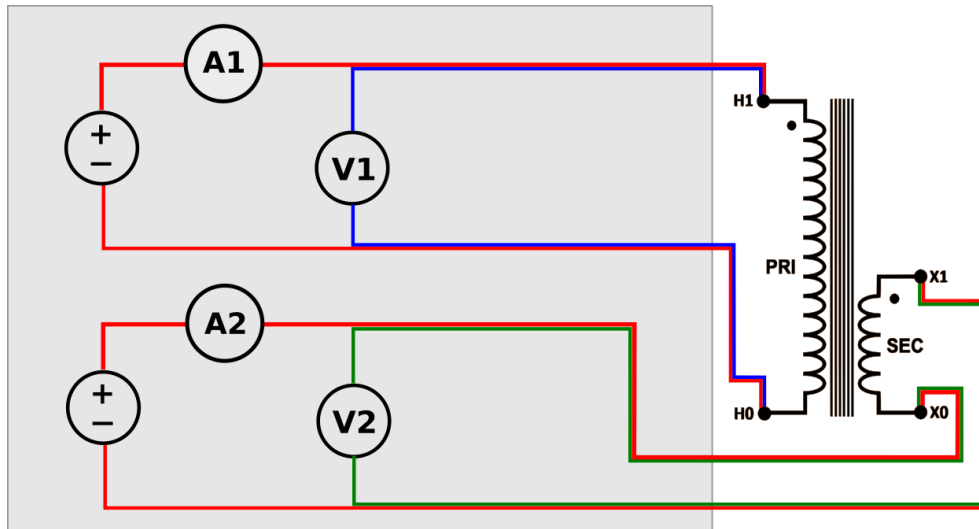 A1
+
−
V1
H1
PRI
H0
X1
SEC
X0
A2
+
−
V2